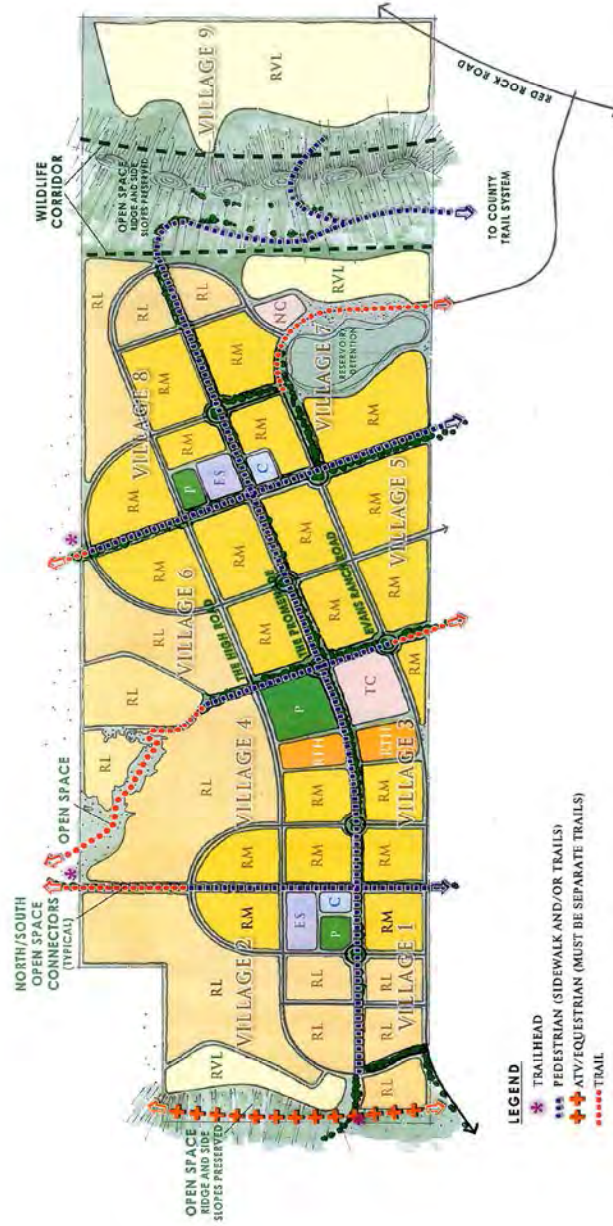 WILDLIFE
CORRIDOR
OPEN SPACE
RIDGE AND SIDE
SLOPES PRESERVED
VILLAGE 9
RVL
RED ROCK ROAD
TO COUNTY
TRAIL SYSTEM
RL
RL
RL
RVL
NC
VILLAGE 7
RESERVOIR/
DETENTION
VILLAGE 8
RM
RM
RM
RM
RM
P
ES
C
RM
RM
RM
VILLAGE 5
RM
RM
VILLAGE 6
RM
RM
RM
RM
RM
THE HIGH ROAD
THE PROMENADE
EVANS RANCH ROAD
RL
RL
RL
OPEN SPACE
RL
VILLAGE 4
P
TC
RTH
RTH
VILLAGE 3
RM
RM
RM
RM
RM
NORTH/SOUTH
OPEN SPACE
CONNECTORS
(TYPICAL)
RM
ES
C
P
RM
VILLAGE 2
RL
RL
RL
RL
RL
VILLAGE 1
RL
RVL
OPEN SPACE
RIDGE AND SIDE
SLOPES PRESERVED
LEGEND
TRAILHEAD
PEDESTRIAN (SIDEWALK AND/OR TRAILS)
ATV/EQUESTRIAN (MUST BE SEPARATE TRAILS)
TRAIL